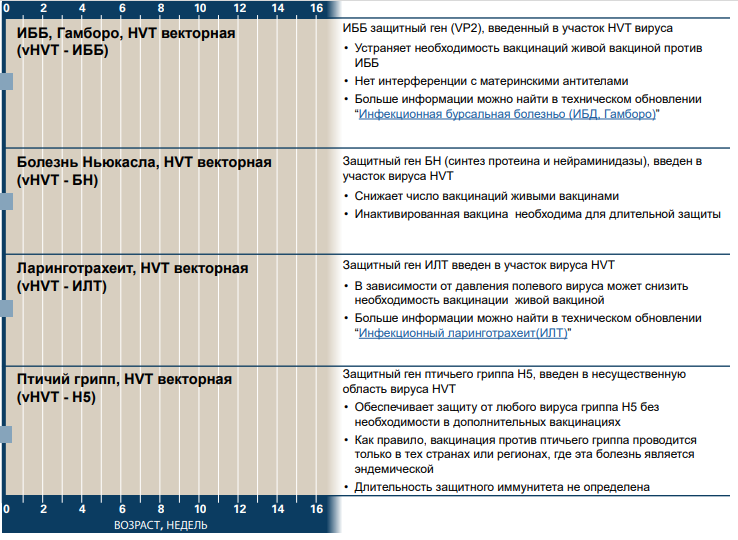 0 2 4 6 8 10 12 14 16
ИББ, Гамборо, HVT векторная
(vHVT - ИББ)
ИББ защитный ген (VP2), введенный в участок HVT вируса
• Устраняет необходимость вакцинаций живой вакциной против
ИББ
• Нет интерференции с материнскими антителами
• Больше информации можно найти в техническом обновлении
“Инфекционная бурсальная болезньо (ИБД, Гамборо)”
Болезнь Ньюкасла, HVT векторная
(vHVT - БН)
Защитный ген БН (синтез протеина и нейраминидазы), введен в
участок вируса HVT
• Снижает число вакцинаций живыми вакцинами
• Инактивированная вакцина необходима для длительной защиты
Ларинготрахеит, HVT векторная
(vHVT - ИЛТ)
Защитный ген ИЛТ введен в участок вируса HVT
• В зависимости от давления полевого вируса может снизить
необходимость вакцинации живой вакциной
• Больше информации можно найти в техническом обновлении
“Инфекционный ларинготрахеит(ИЛТ)”
Птичий грипп, HVT векторная
(vHVT - H5)
Защитный ген птичьего гриппа H5, введен в несущественную
область вируса HVT
• Обеспечивает защиту от любого вируса гриппа H5 без
необходимости в дополнительных вакцинациях
• Как правило, вакцинация против птичьего гриппа проводится
только в тех странах или регионах, где эта болезнь является
эндемической
• Длительность защитного иммунитета не определена
0 2 4 6 8 10 12 14 16
ВОЗРАСТ, НЕДЕЛЬ